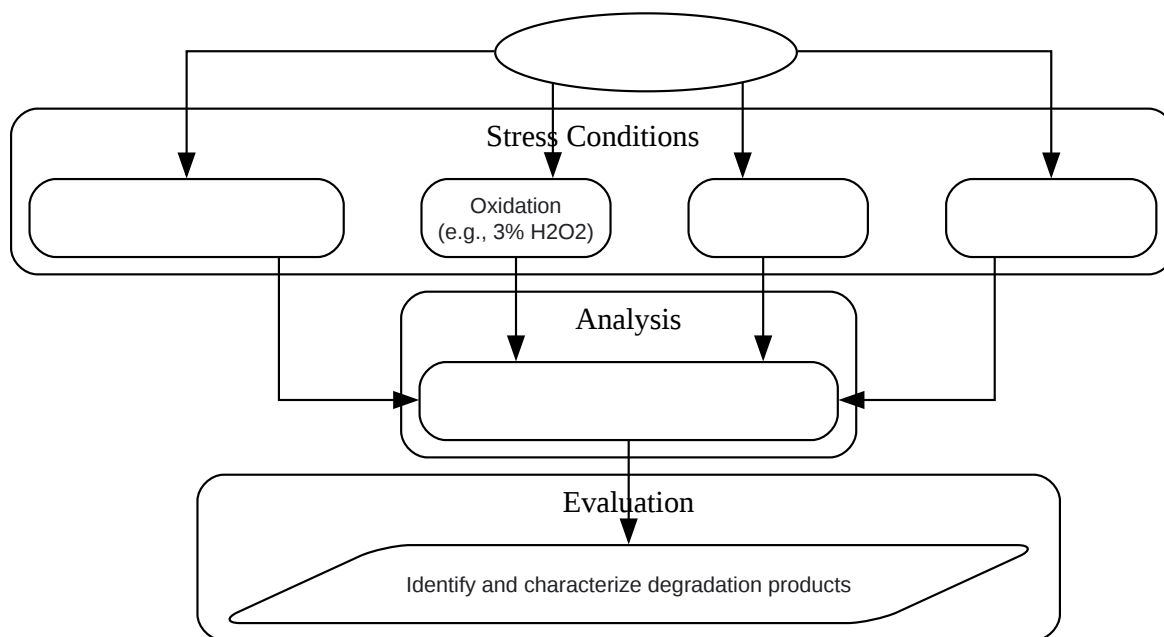 Stress Conditions
Oxidation
(e.g., 3% H2O2)
Analysis
Evaluation
Identify and characterize degradation products